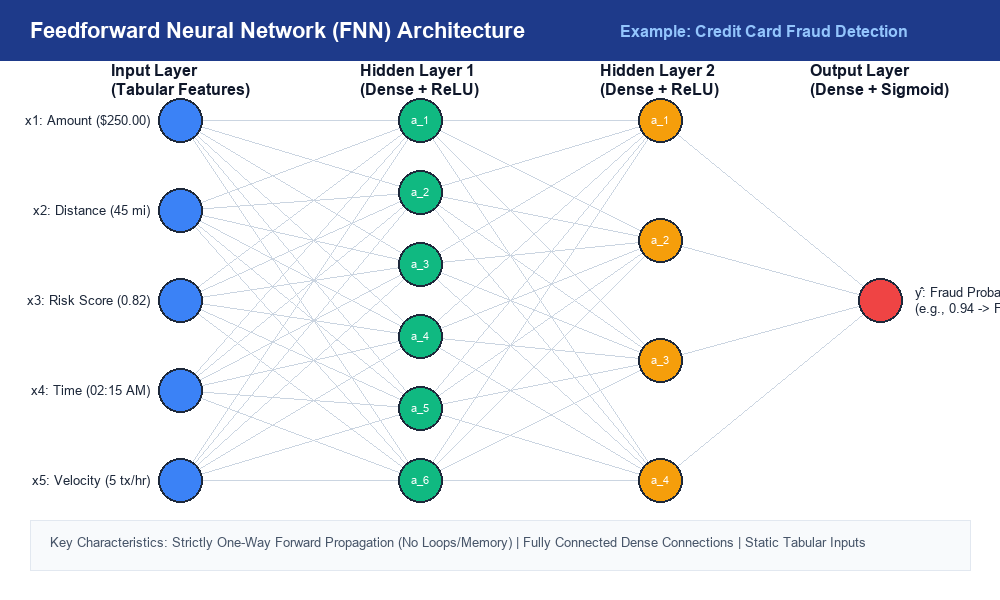 Feedforward Neural Network (FNN) Architecture
Example: Credit Card Fraud Detection
Input Layer
(Tabular Features)
Hidden Layer 1
(Dense + ReLU)
Hidden Layer 2
(Dense + ReLU)
Output Layer
(Dense + Sigmoid)
x1: Amount ($250.00)
x2: Distance (45 mi)
x3: Risk Score (0.82)
x4: Time (02:15 AM)
x5: Velocity (5 tx/hr)
a_1
a_2
a_3
a_4
a_5
a_6
a_1
a_2
a_3
a_4
ŷ: Fraud
(e.g., 0.94 ->
Key Characteristics: Strictly One-Way Forward Propagation (No Loops/Memory) | Fully Connected Dense Connections | Static Tabular Inputs